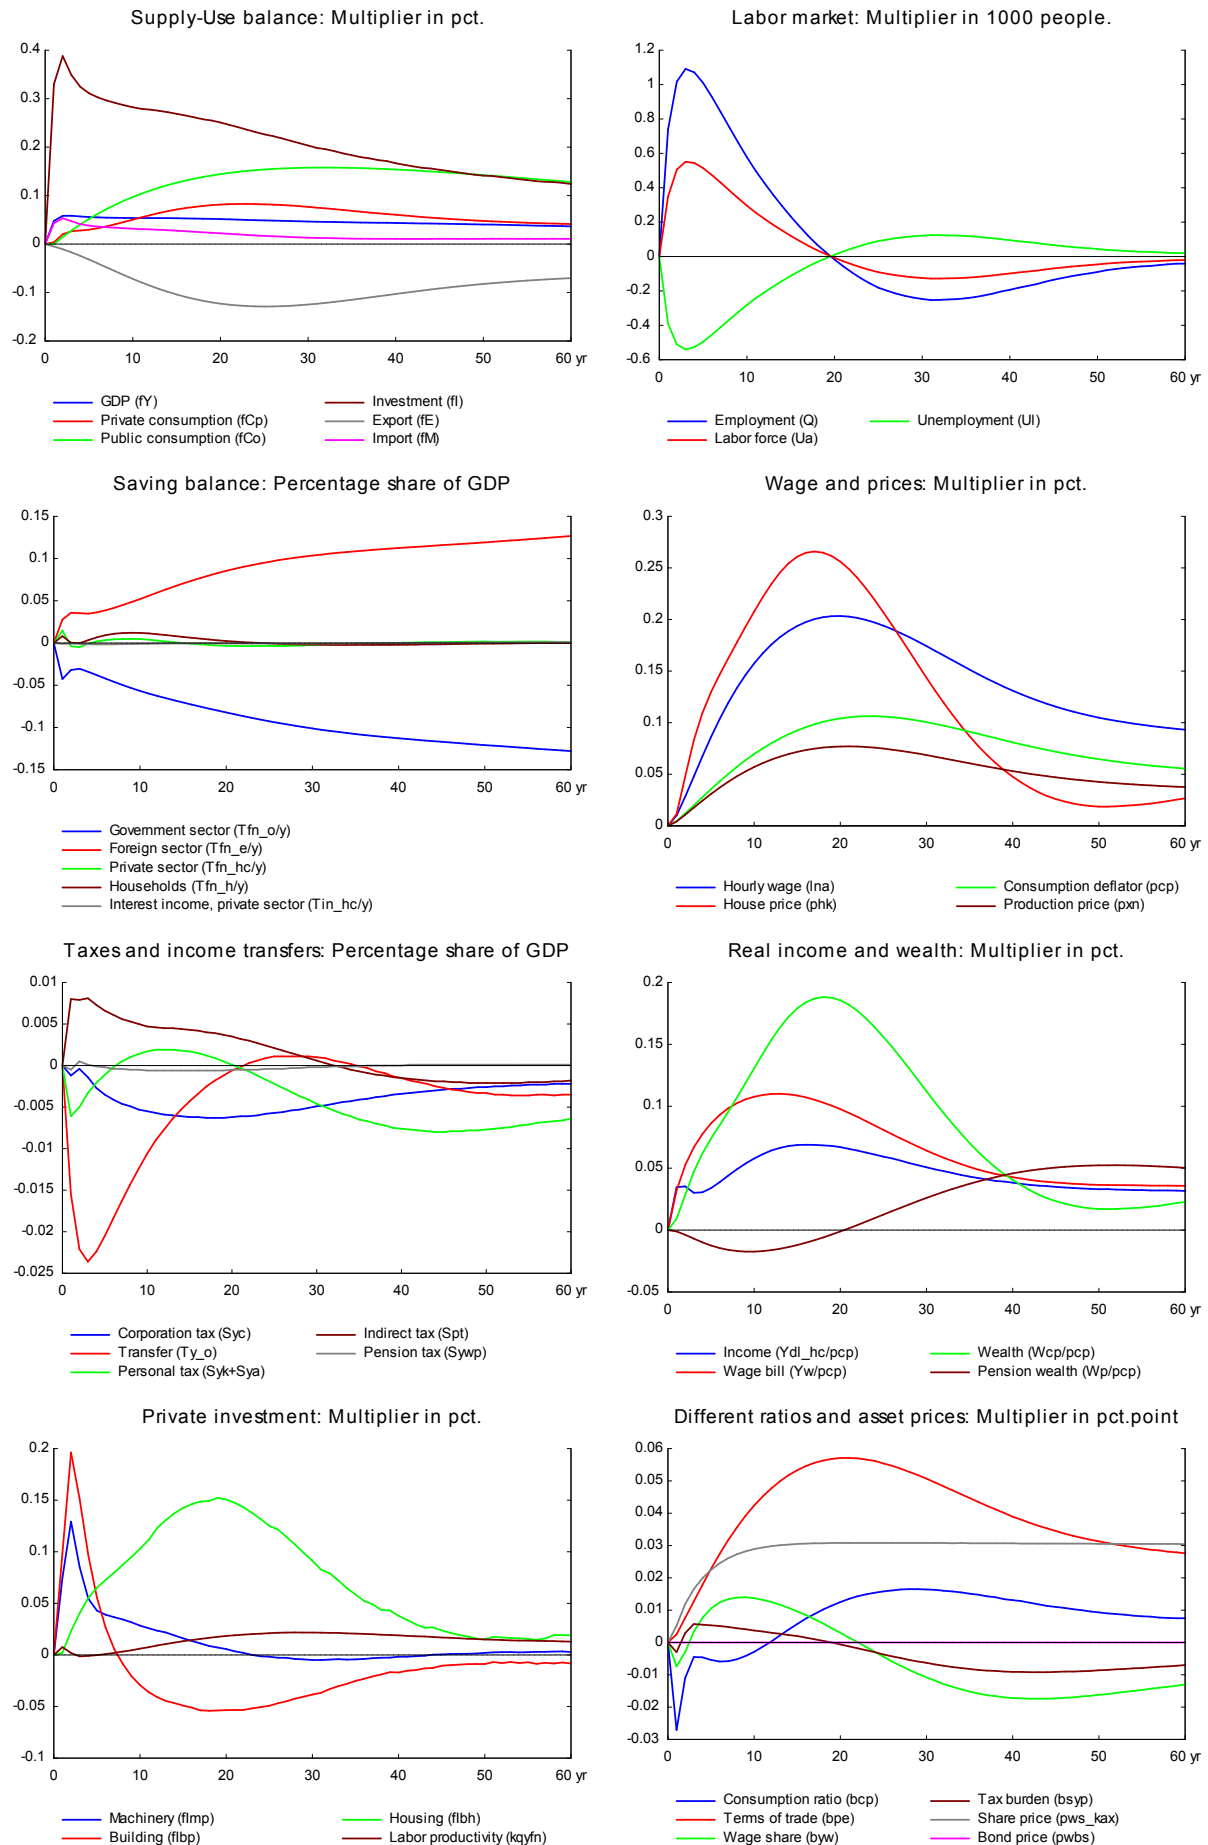 Supply-Use balance: Multiplier in pct.
0.4
0.3
0.2
0.1
0
-0.1
-0.2
0 10 20 30 40 50 60 yr
GDP (fY) Investment (fI)
Private consumption (fCp) Export (fE)
Public consumption (fCo) Import (fM)
Labor market: Multiplier in 1000 people.
1.2
1
0.8
0.6
0.4
0.2
0
-0.2
-0.4
-0.6
0 10 20 30 40 50 60 yr
Employment (Q) Unemployment (Ul)
Labor force (Ua)
Saving balance: Percentage share of GDP
0.15
0.1
0.05
0
-0.05
-0.1
-0.15
0 10 20 30 40 50 60 yr
Government sector (Tfn_o/y)
Foreign sector (Tfn_e/y)
Private sector (Tfn_hc/y)
Households (Tfn_h/y)
Interest income, private sector (Tin_hc/y)
Wage and prices: Multiplier in pct.
0.3
0.25
0.2
0.15
0.1
0.05
0
0 10 20 30 40 50 60 yr
Hourly wage (lna) Consumption deflator (pcp)
House price (phk) Production price (pxn)
Taxes and income transfers: Percentage share of GDP
0.01
0.005
0
-0.005
-0.01
-0.015
-0.02
-0.025
0 10 20 30 40 50 60 yr
Corporation tax (Syc) Indirect tax (Spt)
Transfer (Ty_o) Pension tax (Sywp)
Personal tax (Syk+Sya)
Real income and wealth: Multiplier in pct.
0.2
0.15
0.1
0.05
0
-0.05
0 10 20 30 40 50 60 yr
Income (Ydl_hc/pcp) Wealth (Wcp/pcp)
Wage bill (Yw/pcp) Pension wealth (Wp/pcp)
Private investment: Multiplier in pct.
0.2
0.15
0.1
0.05
0
-0.05
-0.1
0 10 20 30 40 50 60 yr
Machinery (fImp) Housing (fIbh)
Building (fIbp) Labor productivity (kqyfn)
Different ratios and asset prices: Multiplier in pct.point
0.06
0.05
0.04
0.03
0.02
0.01
0
-0.01
-0.02
-0.03
0 10 20 30 40 50 60 yr
Consumption ratio (bcp) Tax burden (bsyp)
Terms of trade (bpe) Share price (pws_kax)
Wage share (byw) Bond price (pwbs)